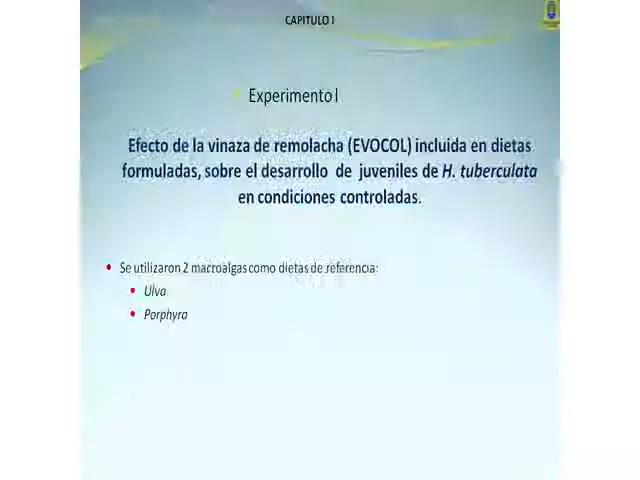 CAPITULO I
Experimento I
Efecto de la vinaza de remolacha (EVOCOL) incluida en dietas
formuladas, sobre el desarrollo de juveniles de H. tuberculata
en condiciones controladas.
• Se utilizaron 2 macroalgas como dietas de referencia:
• Ulva
• Porphyra